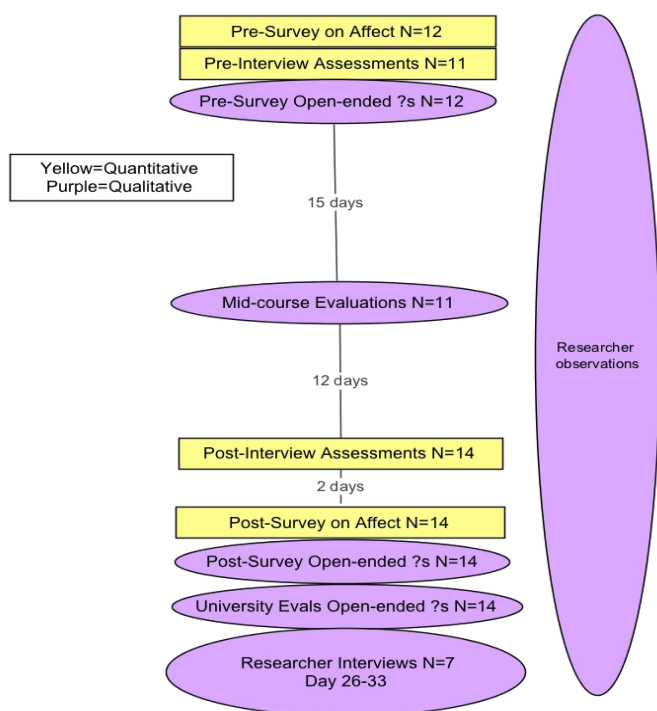 Pre-Survey on Affect N=12
Pre-Interview Assessments N=11
Pre-Survey Open-ended ?s N=12
Yellow=Quantitative
Purple=Qualitative
15 days
Mid-course Evaluations N=11
Researcher
observations
12 days
Post-Interview Assessments N=14
2 days
Post-Survey on Affect N=14
Post-Survey Open-ended ?s N=14
University Evals Open-ended ?s N=14
Researcher Interviews N=7
Day 26-33